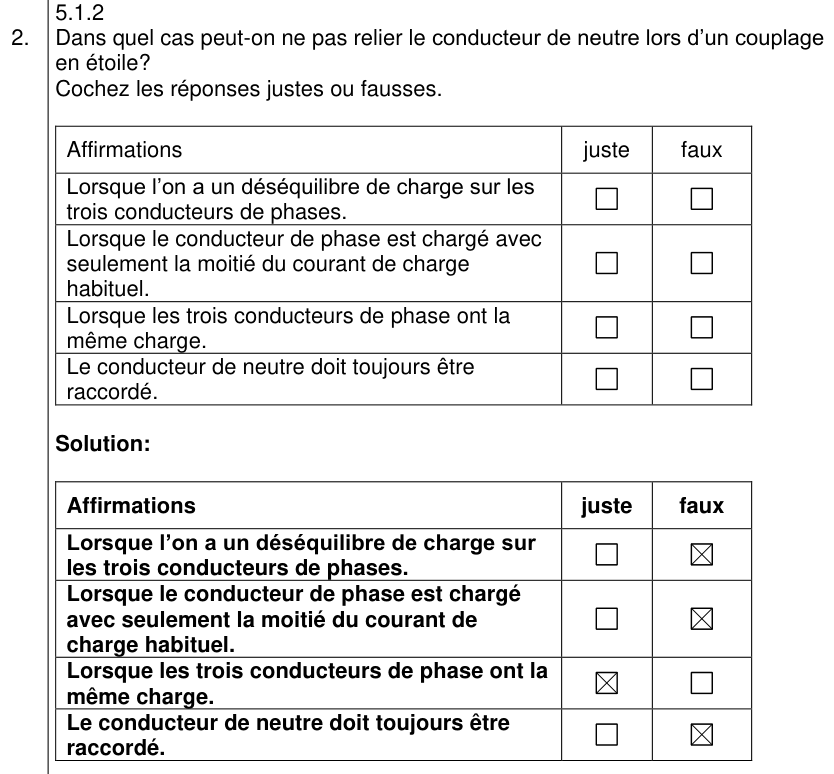 5.1.2
2. Dans quel cas peut-on ne pas relier le conducteur de neutre lors d'un couplage
en étoile?
Cochez les réponses justes ou fausses.
Affirmations juste faux
Lorsque l'on a un déséquilibre de charge sur les
trois conducteurs de phases.
Lorsque le conducteur de phase est chargé avec
seulement la moitié du courant de charge
habituel.
Lorsque les trois conducteurs de phase ont la
même charge.
Le conducteur de neutre doit toujours être
raccordé.
Solution:
Affirmations juste faux
Lorsque l'on a un déséquilibre de charge sur
les trois conducteurs de phases.
Lorsque le conducteur de phase est chargé
avec seulement la moitié du courant de
charge habituel.
Lorsque les trois conducteurs de phase ont la
même charge.
Le conducteur de neutre doit toujours être
raccordé.